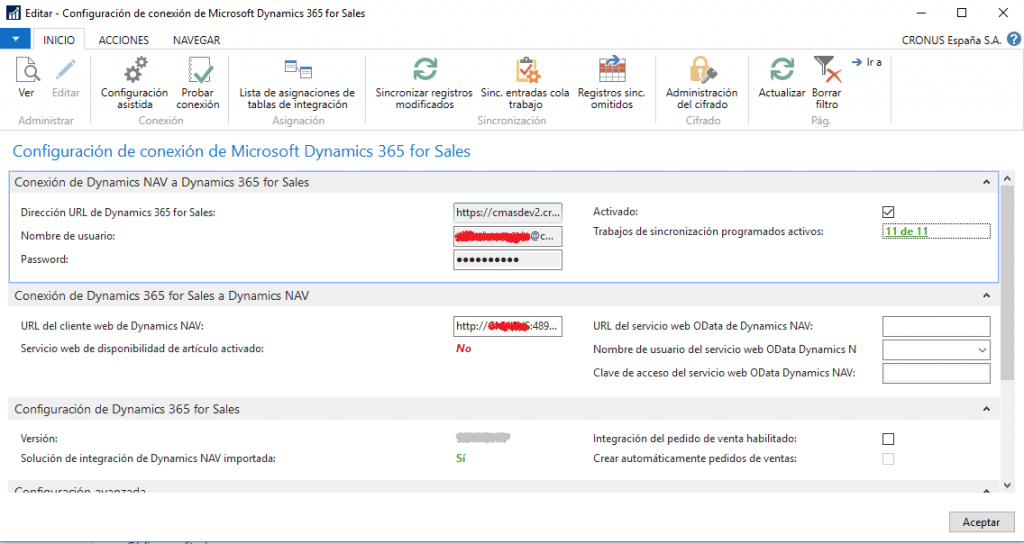 Editar - Configuración de conexión de Microsoft Dynamics 365 for Sales
INICIO ACCIONES NAVEGAR CRONUS España S.A.
Ver Editar Configuración asistida Probar conexión Lista de asignaciones de tablas de integración Sincronizar registros modificados Sinc. entradas cola trabajo Registros sinc. omitidos Administración del cifrado Actualizar Borrar filtro Ir a
Administrar Conexión Asignación Sincronización Cifrado Pág.
Configuración de conexión de Microsoft Dynamics 365 for Sales
Conexión de Dynamics NAV a Dynamics 365 for Sales
Dirección URL de Dynamics 365 for Sales: https://cmasdev2.cr... Activado:
Nombre de usuario: @c... Trabajos de sincronización programados activos: 11 de 11
Password: ●●●●●●●●●●
Conexión de Dynamics 365 for Sales a Dynamics NAV
URL del cliente web de Dynamics NAV: http:// :489... URL del servicio web OData de Dynamics NAV:
Servicio web de disponibilidad de artículo activado: No Nombre de usuario del servicio web OData Dynamics N
Clave de acceso del servicio web OData Dynamics NAV:
Configuración de Dynamics 365 for Sales
Versión: Integración del pedido de venta habilitado:
Solución de integración de Dynamics NAV importada: Sí Crear automáticamente pedidos de ventas:
Configuración avanzada
Aceptar